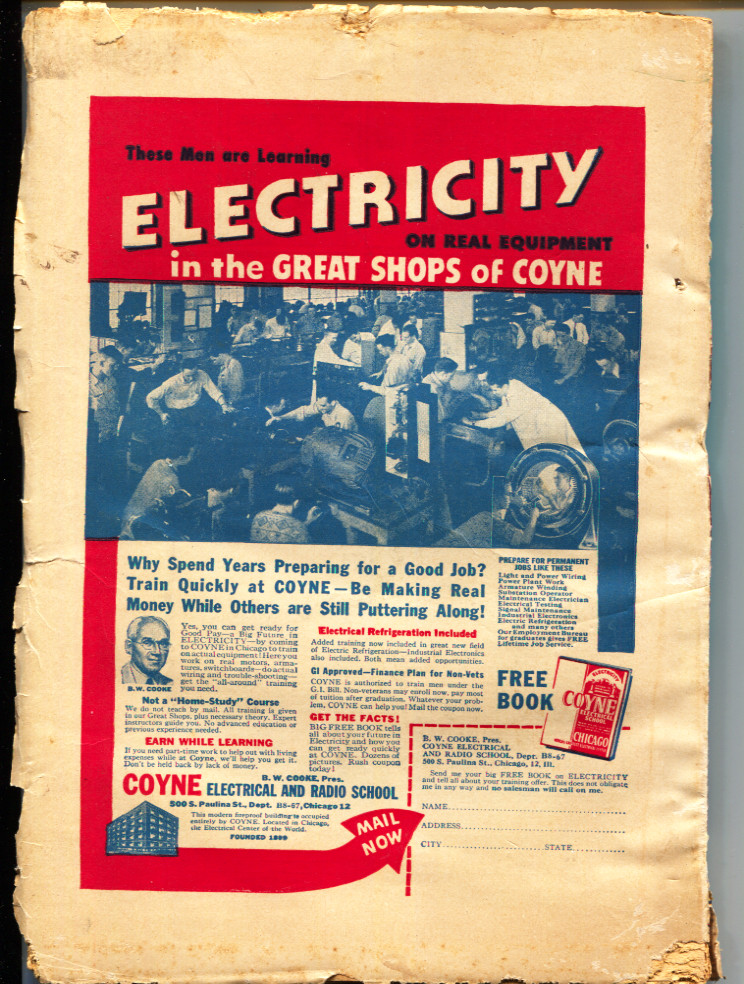 These Men are Learning
ELECTRICITY
ON REAL EQUIPMENT
in the GREAT SHOPS of COYNE
Why Spend Years Preparing for a Good Job?
Train Quickly at COYNE—Be Making Real
Money While Others are Still Puttering Along!
Yes, you can get ready for
Good Pay—a Big Future in
ELECTRICITY—by coming
to COYNE in Chicago to train
on actual equipment! Here you
work on real motors, arma-
tures, switchboards—do actual
wiring and trouble-shooting—
get the "all-around" training
you need.
B.W. COOKE
Not a "Home-Study" Course
We do not teach by mail. All training is given
in our Great Shops, plus necessary theory. Expert
instructors guide you. No advanced education or
previous experience needed.
EARN WHILE LEARNING
If you need part-time work to help out with living
expenses while at Coyne, we'll help you get it.
Don't be held back by lack of money.
Electrical Refrigeration Included
Added training now included in great new field
of Electric Refrigeration—Industrial Electronics
also included. Both mean added opportunities.
GI Approved—Finance Plan for Non-Vets
COYNE is authorized to train men under the
G.I. Bill. Non-veterans may enroll now, pay most
of tuition after graduation. Whatever your prob-
lem, COYNE can help you! Mail the coupon now.
GET THE FACTS!
BIG FREE BOOK tells
all about your future in
Electricity and how you
can get ready quickly
at COYNE. Dozens of
pictures. Rush coupon
today!
PREPARE FOR PERMANENT
JOBS LIKE THESE
Light and Power Wiring
Power Plant Work
Armature Winding
Substation Operator
Maintenance Electrician
Electrical Testing
Signal Maintenance
Industrial Electronics
Electric Refrigeration
and many others
Our Employment Bureau
for graduates gives FREE
Lifetime Job Service.
FREE
BOOK
ELECTRICITY
COYNE
ELECTRICAL
SCHOOL
CHICAGO
B. W. COOKE, Pres.
COYNE ELECTRICAL AND RADIO SCHOOL
500 S. Paulina St., Dept. B8-67, Chicago 12
This modern fireproof building is occupied
entirely by COYNE. Located in Chicago,
the Electrical Center of the World.
FOUNDED 1899
MAIL
NOW
B. W. COOKE, Pres.
COYNE ELECTRICAL
AND RADIO SCHOOL, Dept. B8-67
500 S. Paulina St., Chicago, 12, Ill.
Send me your big FREE BOOK on ELECTRICITY
and tell all about your training offer. This does not obligate
me in any way and no salesman will call on me.
NAME
ADDRESS
CITY STATE